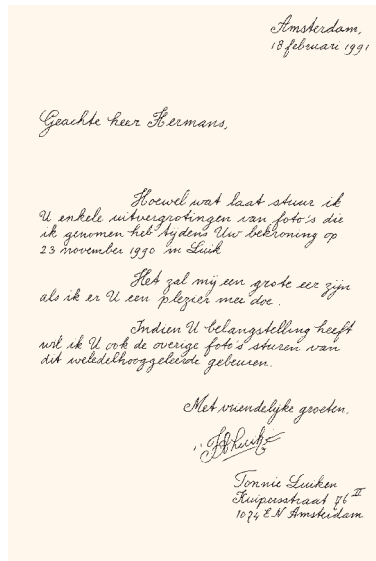 Amsterdam,
18 februari 1991
Geachte heer Hermans,
Hoewel wat laat stuur ik
U enkele uitvergrotingen van foto's die
ik genomen heb tijdens Uw bekroning op
23 november 1990 in Luik
Het zal mij een grote eer zijn
als ik er U een plezier mee doe.
Indien U belangstelling heeft
wil ik U ook de overige foto's sturen van
dit weledelhooggeleerde gebeuren.
Met vriendelijke groeten,
Tonnie Luiken
Kuipersstraat 76 II
1074 EN Amsterdam